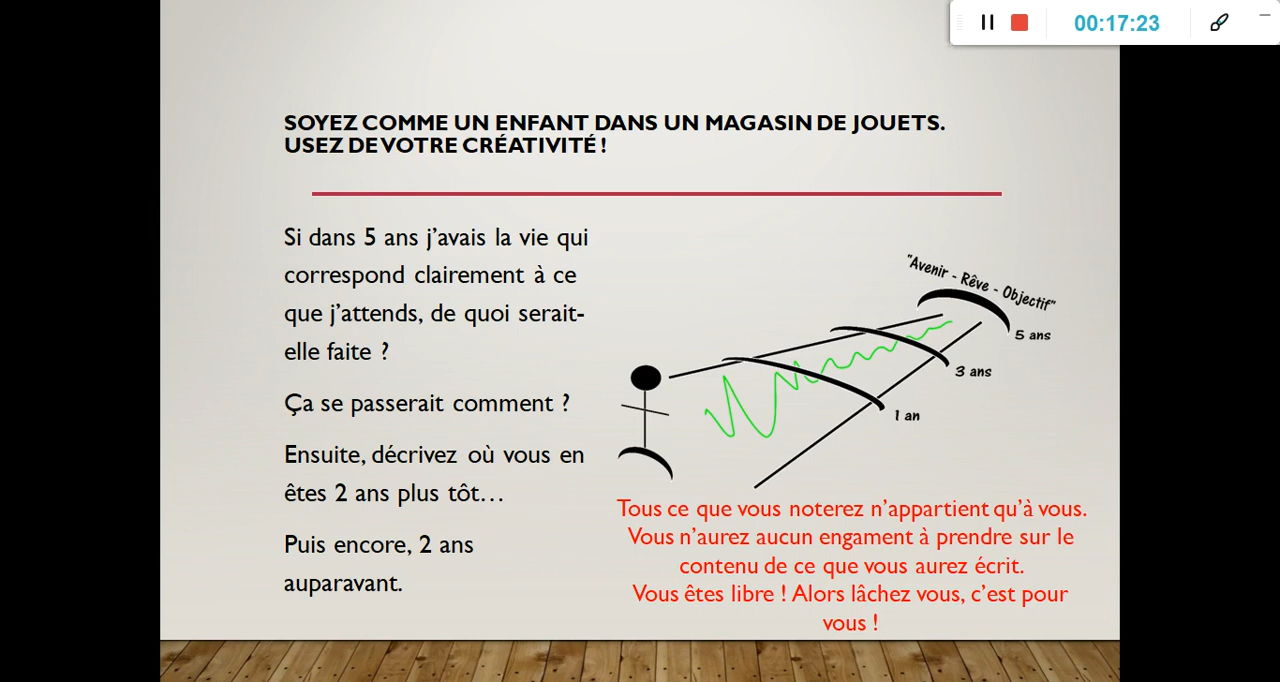 00:17:23
SOYEZ COMME UN ENFANT DANS UN MAGASIN DE JOUETS.
USEZ DE VOTRE CRÉATIVITÉ !
Si dans 5 ans j’avais la vie qui
correspond clairement à ce
que j’attends, de quoi serait-
elle faite ?
Ça se passerait comment ?
Ensuite, décrivez où vous en
êtes 2 ans plus tôt…
Puis encore, 2 ans
auparavant.
"Avenir - Rêve - Objectif"
5 ans
3 ans
1 an
Tous ce que vous noterez n’appartient qu’à vous.
Vous n’aurez aucun engament à prendre sur le
contenu de ce que vous aurez écrit.
Vous êtes libre ! Alors lâchez vous, c’est pour
vous !